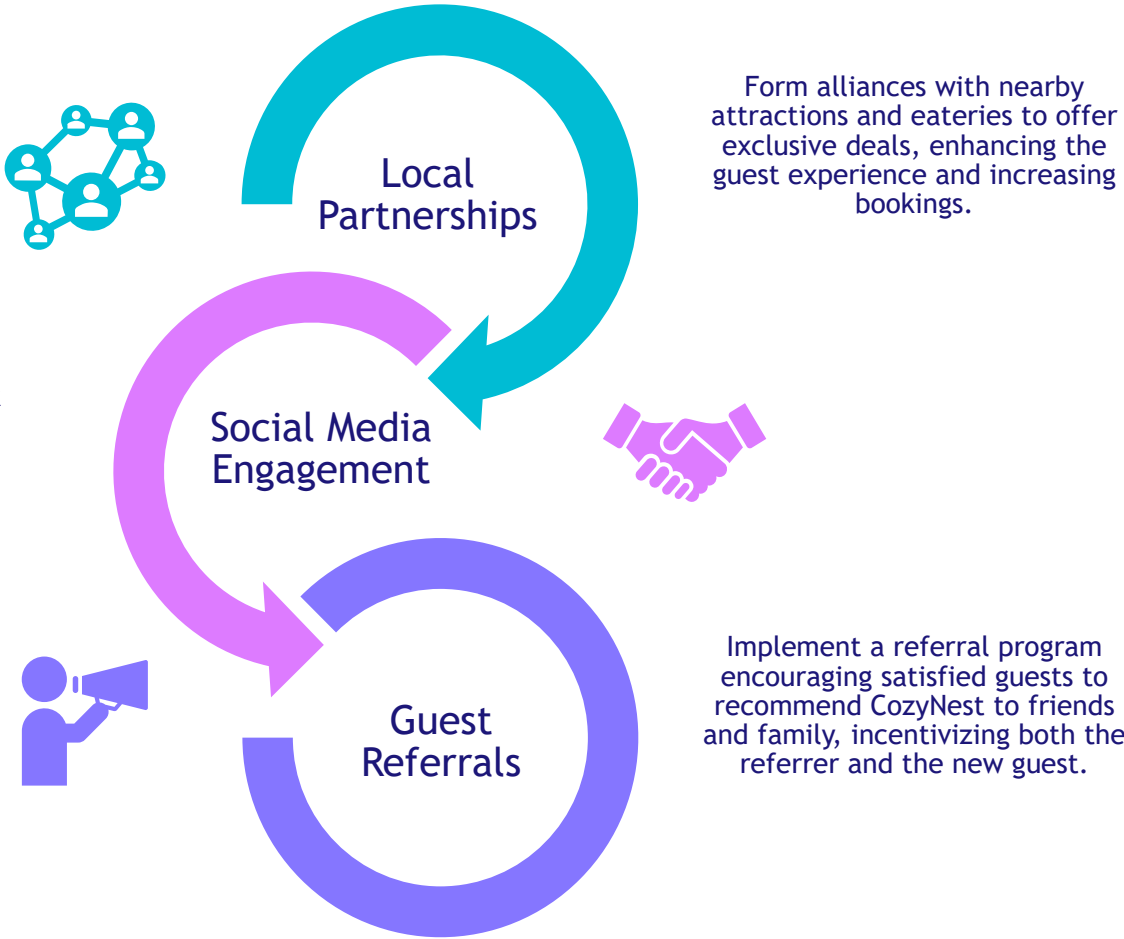 Local
Partnerships
Form alliances with nearby
attractions and eateries to offer
exclusive deals, enhancing the
guest experience and increasing
bookings.
Social Media
Engagement
Guest
Referrals
Implement a referral program
encouraging satisfied guests to
recommend CozyNest to friends
and family, incentivizing both the
referrer and the new guest.